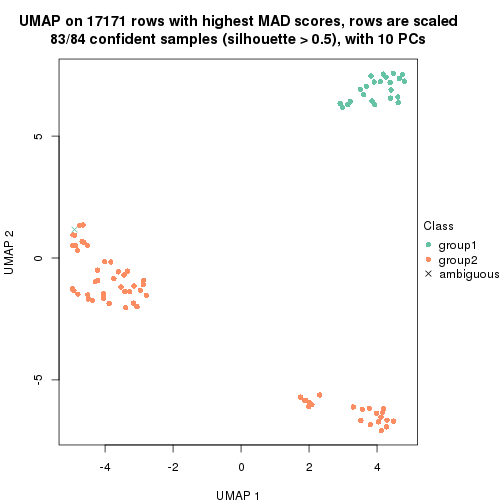 UMAP on 17171 rows with highest MAD scores, rows are scaled
83/84 confident samples (silhouette > 0.5), with 10 PCs
5
0
-5
UMAP 2
-4
-2
0
2
4
UMAP 1
Class
group1
group2
ambiguous